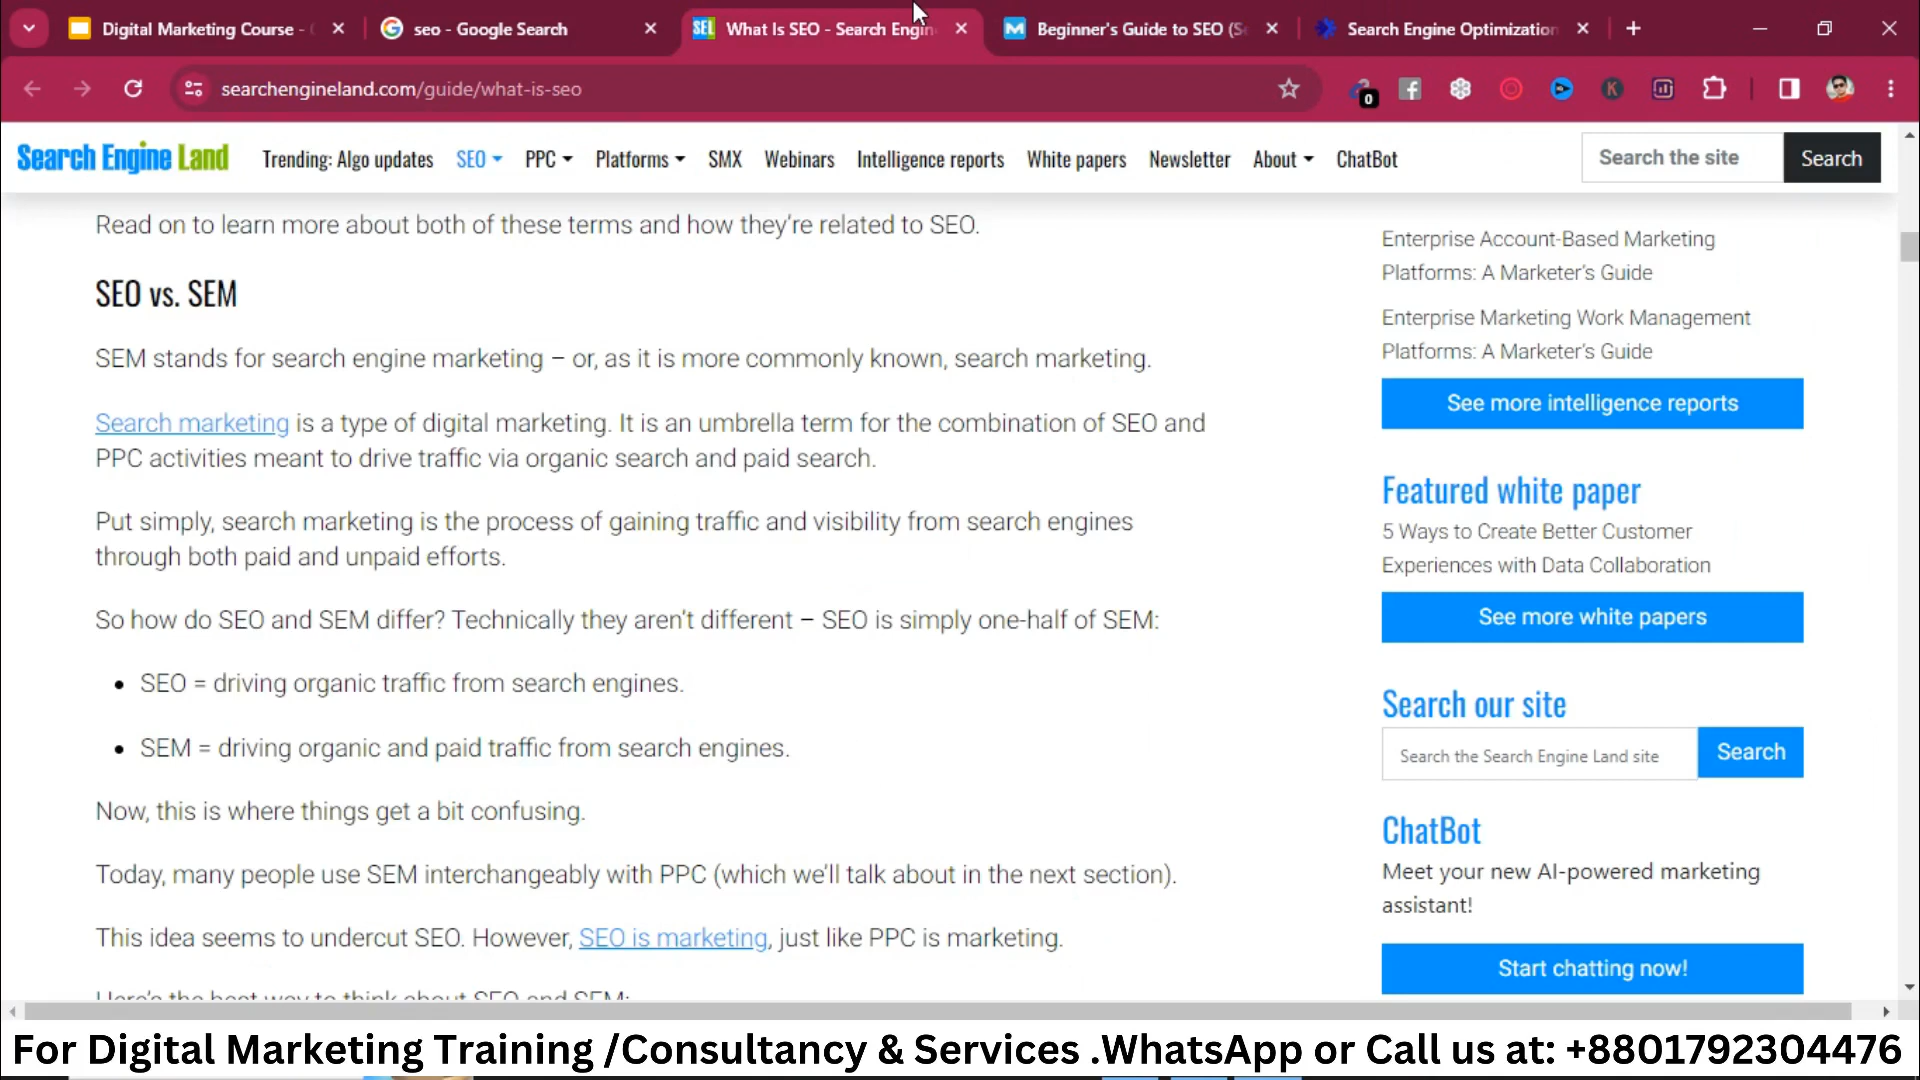 Digital Marketing Course -
seo - Google Search
SEL
What Is SEO - Search Engin
Beginner's Guide to SEO (S
Search Engine Optimization
searchengineland.com/guide/what-is-seo
0
K
Search Engine Land
Trending: Algo updates
SEO
PPC
Platforms
SMX
Webinars
Intelligence reports
White papers
Newsletter
About
ChatBot
Search the site
Search
Read on to learn more about both of these terms and how they're related to SEO.
SEO vs. SEM
SEM stands for search engine marketing – or, as it is more commonly known, search marketing.
Search marketing is a type of digital marketing. It is an umbrella term for the combination of SEO and
PPC activities meant to drive traffic via organic search and paid search.
Put simply, search marketing is the process of gaining traffic and visibility from search engines
through both paid and unpaid efforts.
So how do SEO and SEM differ? Technically they aren't different – SEO is simply one-half of SEM:
• SEO = driving organic traffic from search engines.
• SEM = driving organic and paid traffic from search engines.
Now, this is where things get a bit confusing.
Today, many people use SEM interchangeably with PPC (which we'll talk about in the next section).
This idea seems to undercut SEO. However, SEO is marketing, just like PPC is marketing.
Here's the best way to think about SEO and SEM:
Enterprise Account-Based Marketing
Platforms: A Marketer's Guide
Enterprise Marketing Work Management
Platforms: A Marketer's Guide
See more intelligence reports
Featured white paper
5 Ways to Create Better Customer
Experiences with Data Collaboration
See more white papers
Search our site
Search the Search Engine Land site
Search
ChatBot
Meet your new AI-powered marketing
assistant!
Start chatting now!
For Digital Marketing Training /Consultancy & Services .WhatsApp or Call us at: +8801792304476